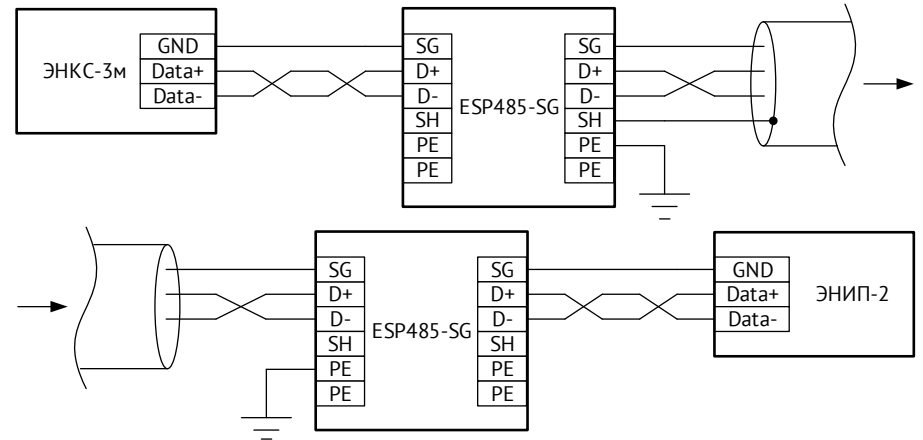 ЭНКС-3м
GND
Data+
Data-
SG
D+
D-
SH
PE
PE
ESP485-SG
SG
D+
D-
SH
PE
PE
SG
D+
D-
SH
PE
PE
ESP485-SG
SG
D+
D-
SH
PE
PE
GND
Data+
Data-
ЭНИП-2